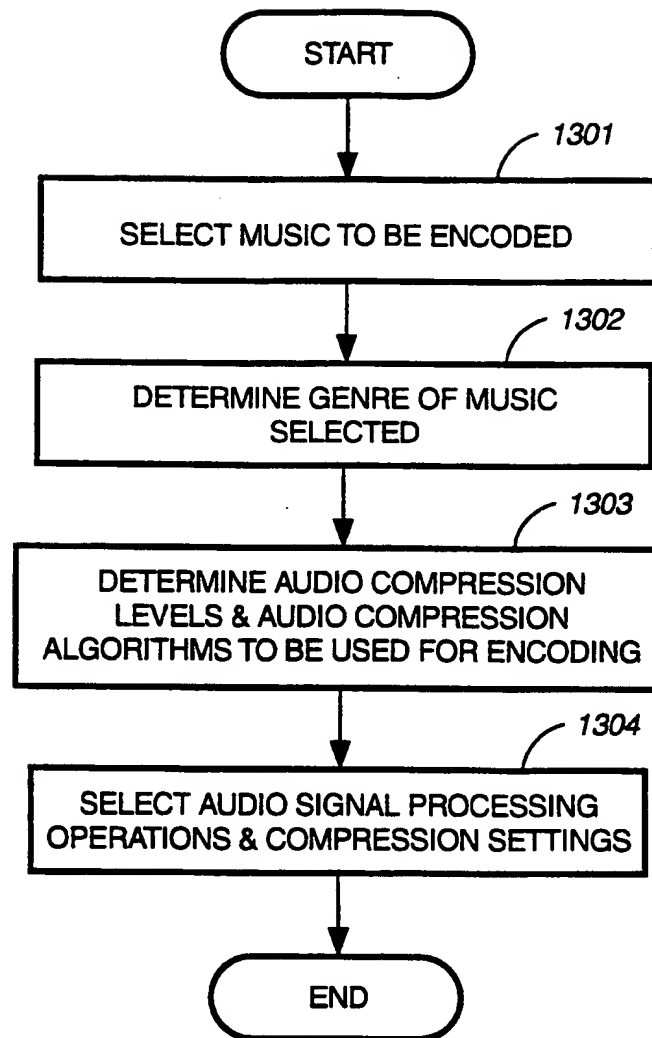 START
1301
SELECT MUSIC TO BE ENCODED
1302
DETERMINE GENRE OF MUSIC
SELECTED
1303
DETERMINE AUDIO COMPRESSION
LEVELS & AUDIO COMPRESSION
ALGORITHMS TO BE USED FOR ENCODING
1304
SELECT AUDIO SIGNAL PROCESSING
OPERATIONS & COMPRESSION SETTINGS
END